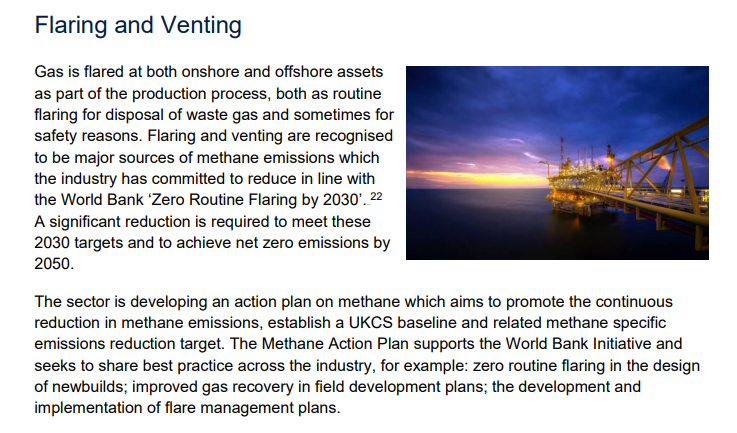 Flaring and Venting
Gas is flared at both onshore and offshore assets
as part of the production process, both as routine
flaring for disposal of waste gas and sometimes for
safety reasons. Flaring and venting are recognised
to be major sources of methane emissions which
the industry has committed to reduce in line with
the World Bank ‘Zero Routine Flaring by 2030’. 22
A significant reduction is required to meet these
2030 targets and to achieve net zero emissions by
2050.
The sector is developing an action plan on methane which aims to promote the continuous
reduction in methane emissions, establish a UKCS baseline and related methane specific
emissions reduction target. The Methane Action Plan supports the World Bank Initiative and
seeks to share best practice across the industry, for example: zero routine flaring in the design
of newbuilds; improved gas recovery in field development plans; the development and
implementation of flare management plans.